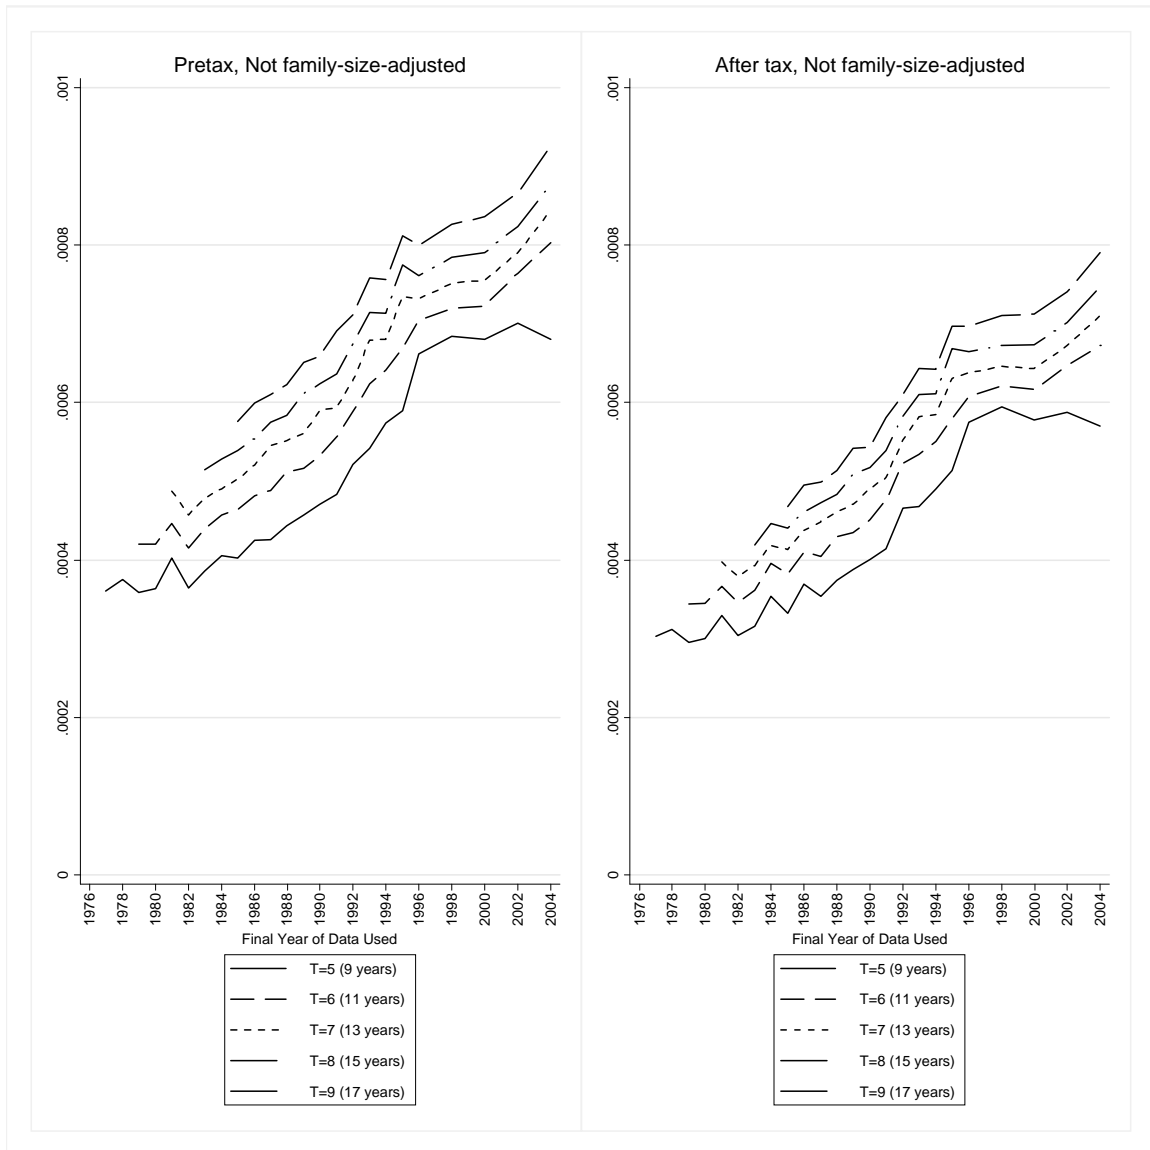 Pretax, Not family-size-adjusted
.001
.0008
.0006
.0004
.0002
0
1976 1978 1980 1982 1984 1986 1988 1990 1992 1994 1996 1998 2000 2002 2004
Final Year of Data Used
T=5 (9 years)
T=6 (11 years)
T=7 (13 years)
T=8 (15 years)
T=9 (17 years)
After tax, Not family-size-adjusted
.001
.0008
.0006
.0004
.0002
0
1976 1978 1980 1982 1984 1986 1988 1990 1992 1994 1996 1998 2000 2002 2004
Final Year of Data Used
T=5 (9 years)
T=6 (11 years)
T=7 (13 years)
T=8 (15 years)
T=9 (17 years)